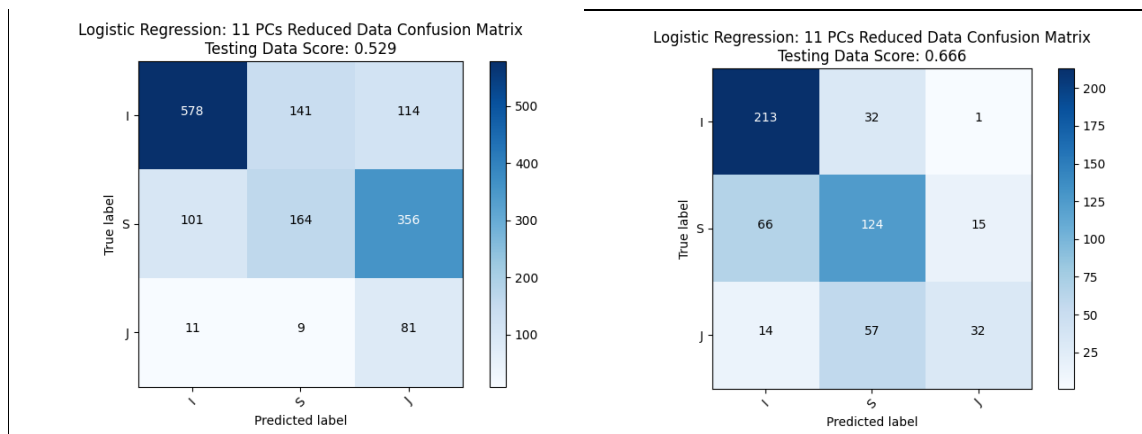 Logistic Regression: 11 PCs Reduced Data Confusion Matrix
Testing Data Score: 0.529
I
S
J
True label
578 141 114
101 164 356
11 9 81
I S J
Predicted label
500
400
300
200
100
Logistic Regression: 11 PCs Reduced Data Confusion Matrix
Testing Data Score: 0.666
I
S
J
True label
213 32 1
66 124 15
14 57 32
I S J
Predicted label
200
175
150
125
100
75
50
25